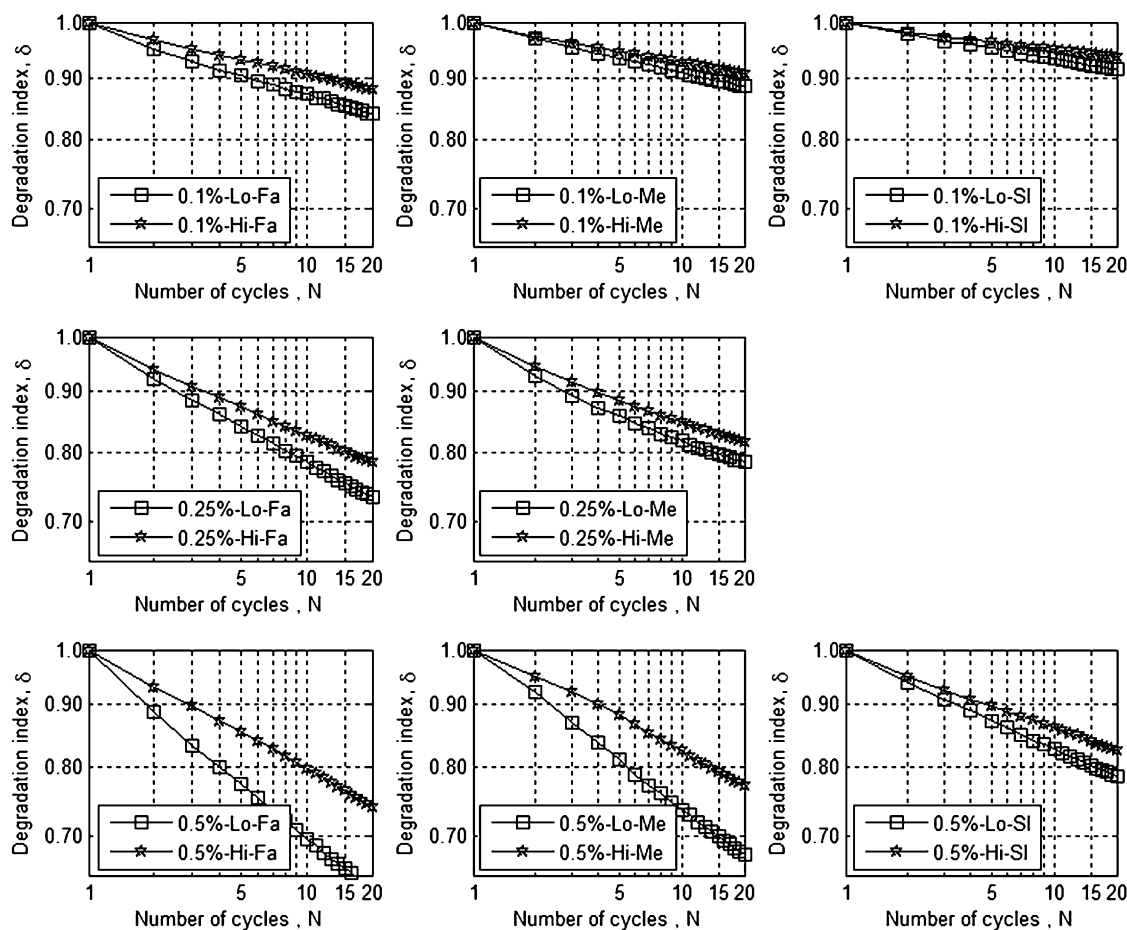 Degradation index, δ
1.0
0.90
0.80
0.70
0.1%-Lo-Fa
0.1%-Hi-Fa
1 5 10 15 20
Number of cycles , N
Degradation index, δ
1.0
0.90
0.80
0.70
0.1%-Lo-Me
0.1%-Hi-Me
1 5 10 15 20
Number of cycles , N
Degradation index, δ
1.0
0.90
0.80
0.70
0.1%-Lo-Sl
0.1%-Hi-Sl
1 5 10 15 20
Number of cycles , N
Degradation index, δ
1.0
0.90
0.80
0.70
0.25%-Lo-Fa
0.25%-Hi-Fa
1 5 10 15 20
Number of cycles , N
Degradation index, δ
1.0
0.90
0.80
0.70
0.25%-Lo-Me
0.25%-Hi-Me
1 5 10 15 20
Number of cycles , N
Degradation index, δ
1.0
0.90
0.80
0.70
0.5%-Lo-Fa
0.5%-Hi-Fa
1 5 10 15 20
Number of cycles , N
Degradation index, δ
1.0
0.90
0.80
0.70
0.5%-Lo-Me
0.5%-Hi-Me
1 5 10 15 20
Number of cycles , N
Degradation index, δ
1.0
0.90
0.80
0.70
0.5%-Lo-Sl
0.5%-Hi-Sl
1 5 10 15 20
Number of cycles , N